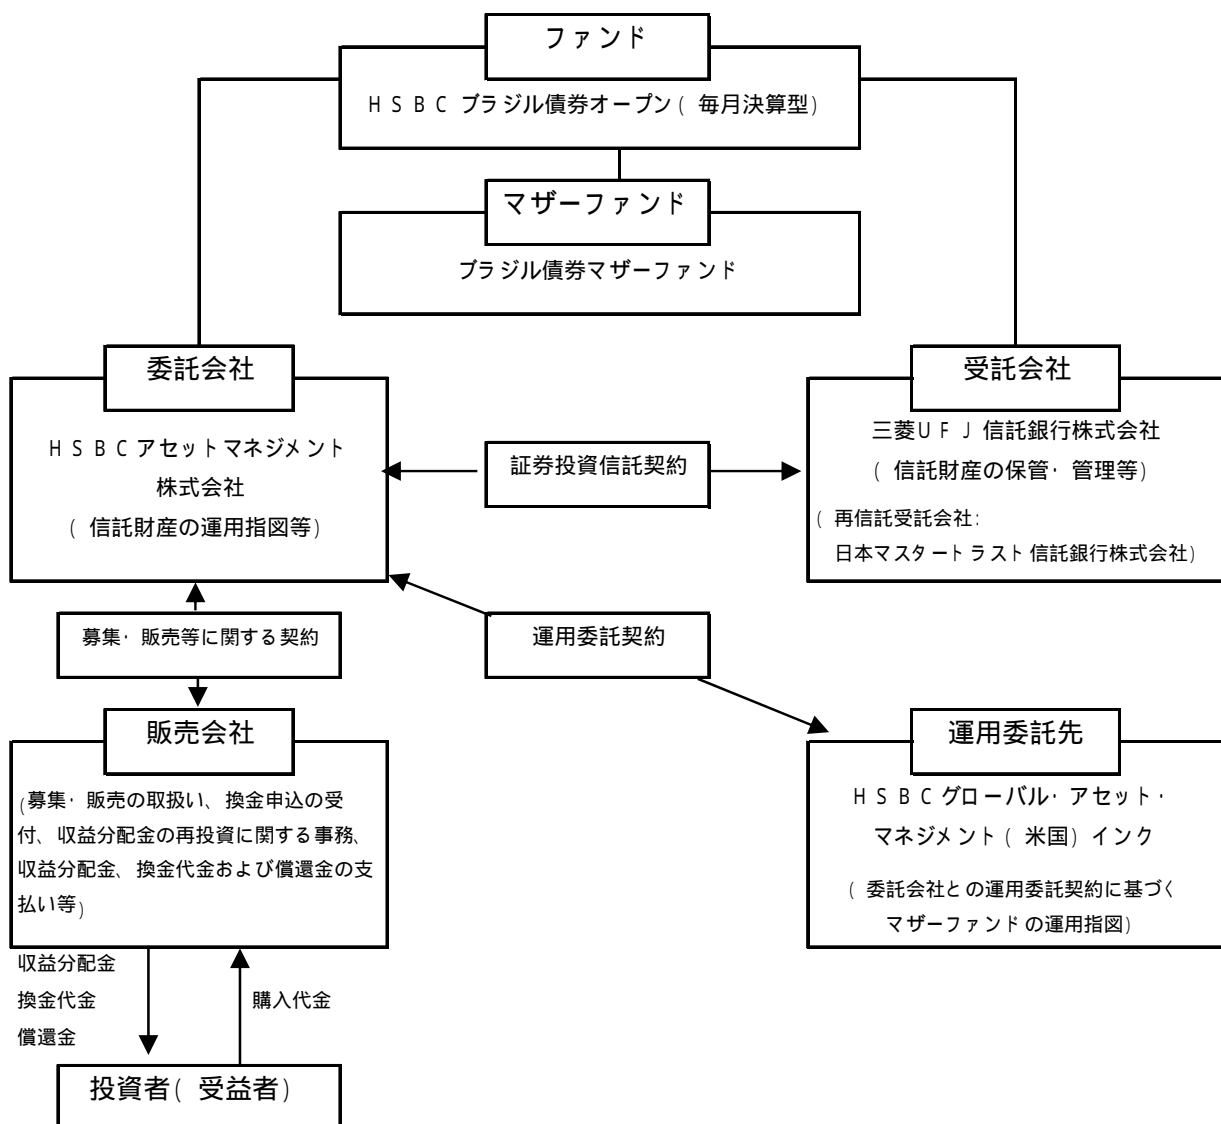 ファンド
HSBC ブラジル債券オープン(毎月決算型)
マザーファンド
ブラジル債券マザーファンド
委託会社
HSBCアセットマネジメント
株式会社
(信託財産の運用指図等)
証券投資信託契約
受託会社
三菱UFJ信託銀行株式会社
(信託財産の保管・管理等)
(再信託受託会社:
日本マスタートラスト信託銀行株式会社)
募集・販売等に関する契約
運用委託契約
販売会社
(募集・販売の取扱い、換金申込の受
付、収益分配金の再投資に関する事務、
収益分配金、換金代金および償還金の支
払い等)
運用委託先
HSBCグローバル・アセット・
マネジメント(米国)インク
(委託会社との運用委託契約に基づく
マザーファンドの運用指図)
収益分配金
換金代金
償還金
購入代金
投資者(受益者)